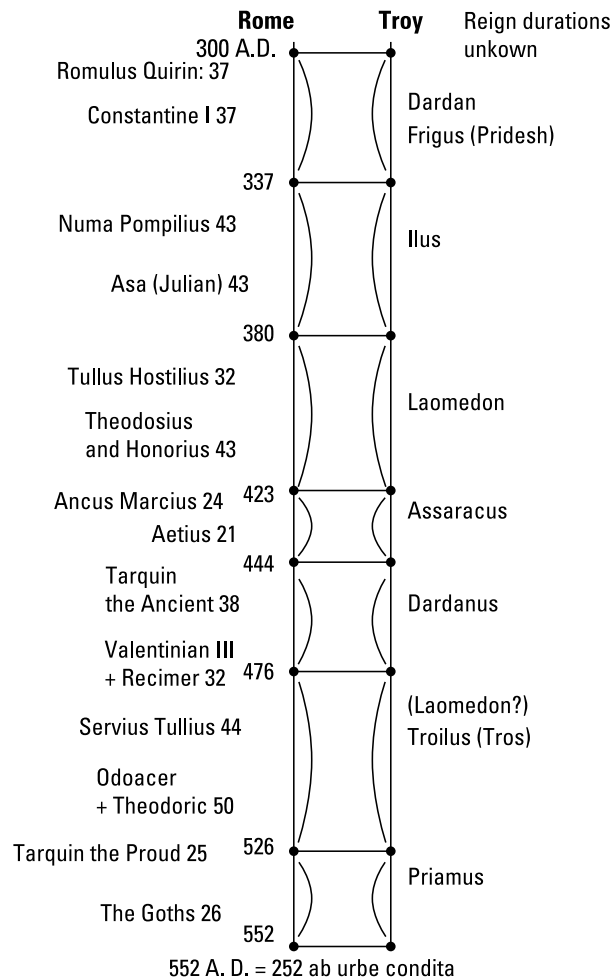 Rome Troy Reign durations
unkown
300 A.D.
Romulus Quirin: 37
Constantine I 37
Dardan
Frigus (Pridesh)
337
Numa Pompilius 43
Ilus
Asa (Julian) 43
380
Tullus Hostilius 32
Laomedon
Theodosius
and Honorius 43
423
Ancus Marcius 24
Assaracus
Aetius 21
444
Tarquin
the Ancient 38
Dardanus
Valentinian III
+ Recimer 32
476
(Laomedon?)
Troilus (Tros)
Servius Tullius 44
Odoacer
+ Theodoric 50
526
Tarquin the Proud 25
Priamus
The Goths 26
552
552 A. D. = 252 ab urbe condita